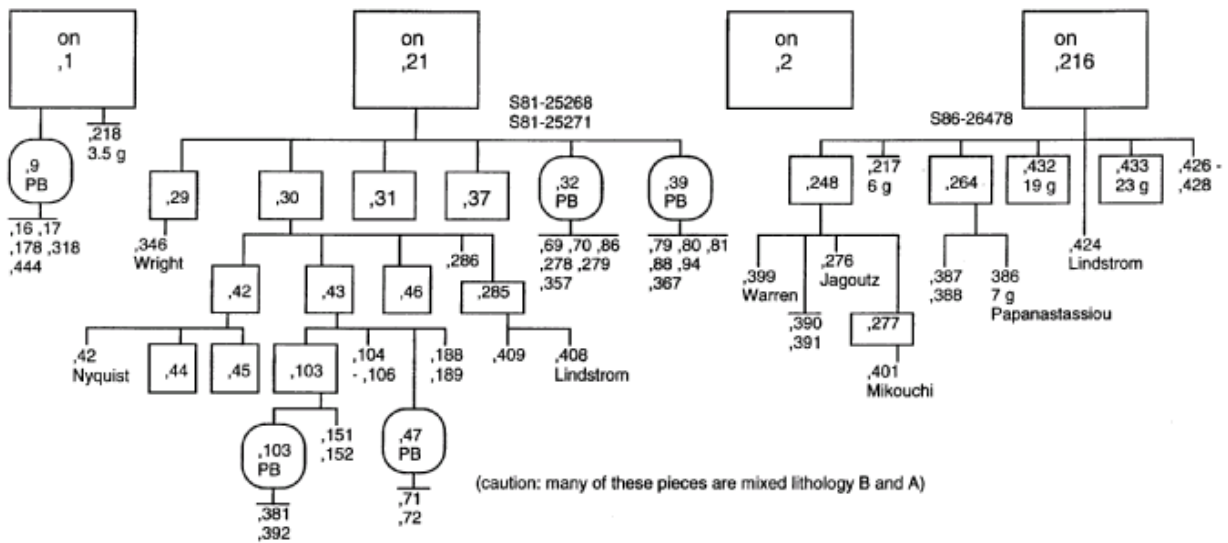 on
,1
on
,21
on
,2
on
,216
,218
3.5 g
S81-25268
S81-25271
S86-26478
,9
PB
,29
,30
,31
,37
,32
PB
,39
PB
,248
,217
6 g
,264
,432
19 g
,433
23 g
,426 -
,428
,16 ,17
,178 ,318
,444
,346
Wright
,286
,69 ,70 ,86
,278 ,279
,357
,79 ,80 ,81
,88 ,94
,367
,424
Lindstrom
,42
,43
,46
,285
,399
Warren
,276
Jagoutz
,387
,388
,386
7 g
Papanastassiou
,390
,391
,277
,42
Nyquist
,44
,45
,103
,104
- ,106
,188
,189
,409
,408
Lindstrom
,401
Mikouchi
,103
PB
,151
,152
,47
PB
(caution: many of these pieces are mixed lithology B and A)
,381
,392
,71
,72